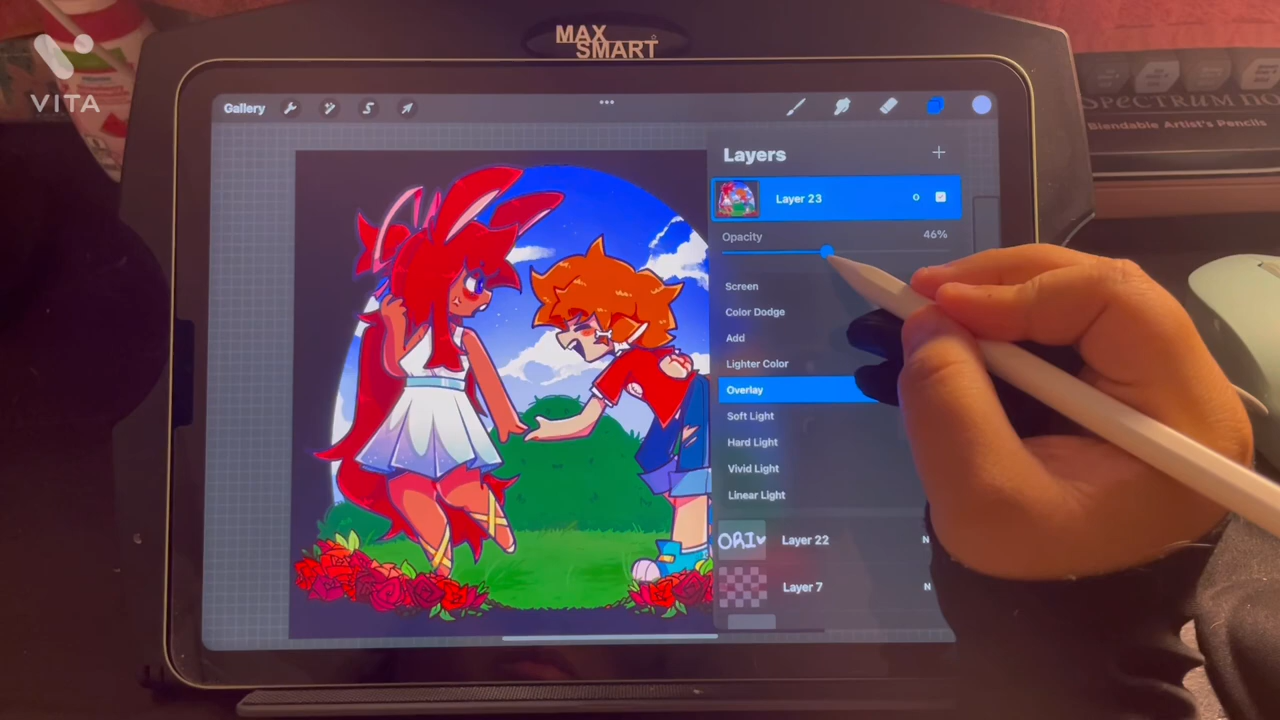 VITA
MAX
SMART
SPECTRUM NO
Blendable Artist's Pencils
Gallery
Layers
Layer 23
O
Opacity
46%
Screen
Color Dodge
Add
Lighter Color
Overlay
Soft Light
Hard Light
Vivid Light
Linear Light
ORI
Layer 22
N
Layer 7
N